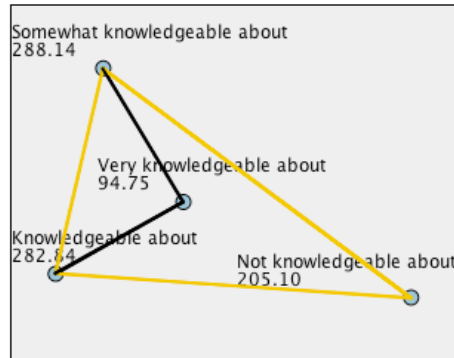 Somewhat knowledgeable about
288.14
Very knowledgeable about
94.75
Knowledgeable about
282.84
Not knowledgeable about
205.10